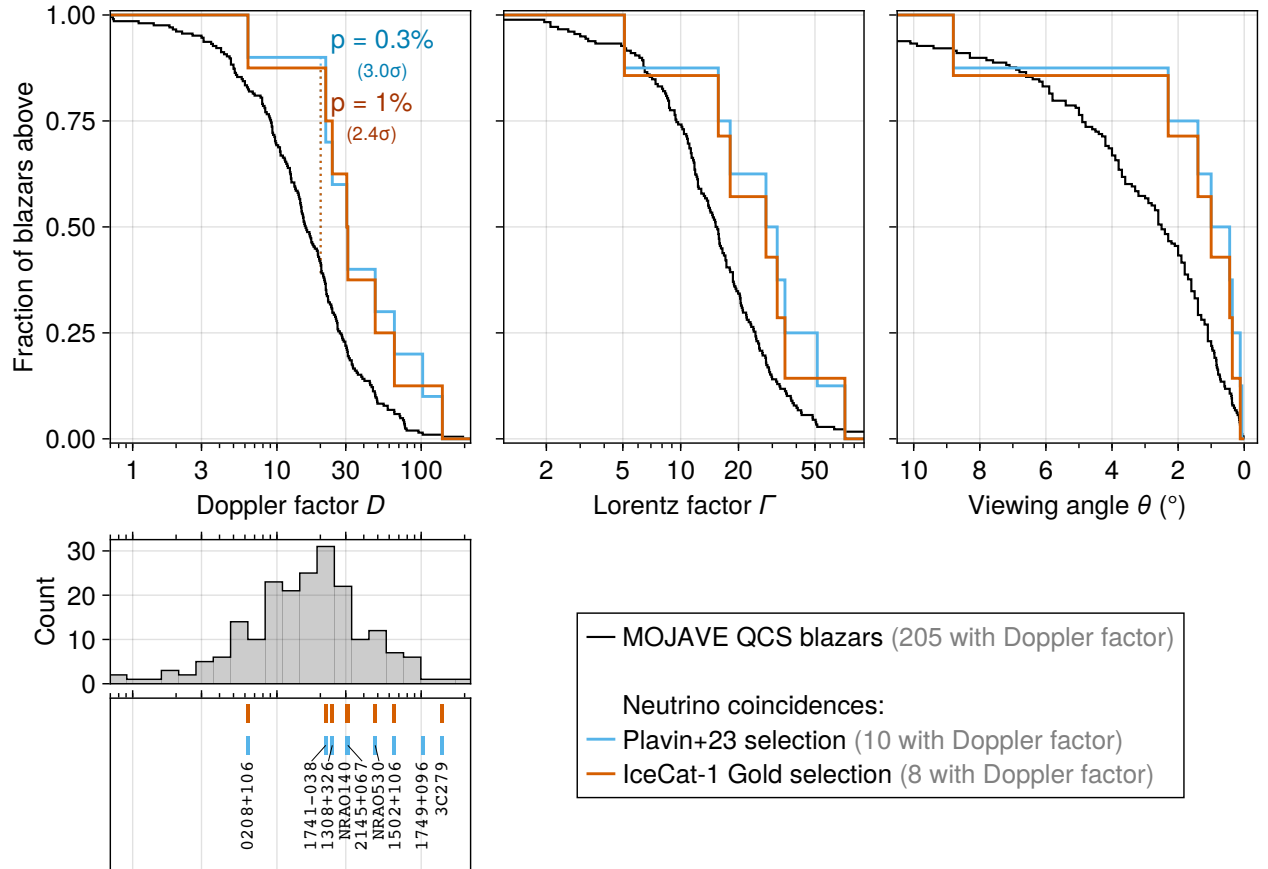 Fraction of blazars above
1.00
0.75
0.50
0.25
0.00
p = 0.3%
(3.0σ)
p = 1%
(2.4σ)
1 3 10 30 100
Doppler factor D
2 5 10 20 50
Lorentz factor Γ
10 8 6 4 2 0
Viewing angle θ (°)
Count
30
20
10
0
0208+106
1741-038
1308+326
NRAO140
2145+067
NRAO530
1502+106
1749+096
3C279
MOJAVE QCS blazars (205 with Doppler factor)
Neutrino coincidences:
Plavin+23 selection (10 with Doppler factor)
IceCat-1 Gold selection (8 with Doppler factor)